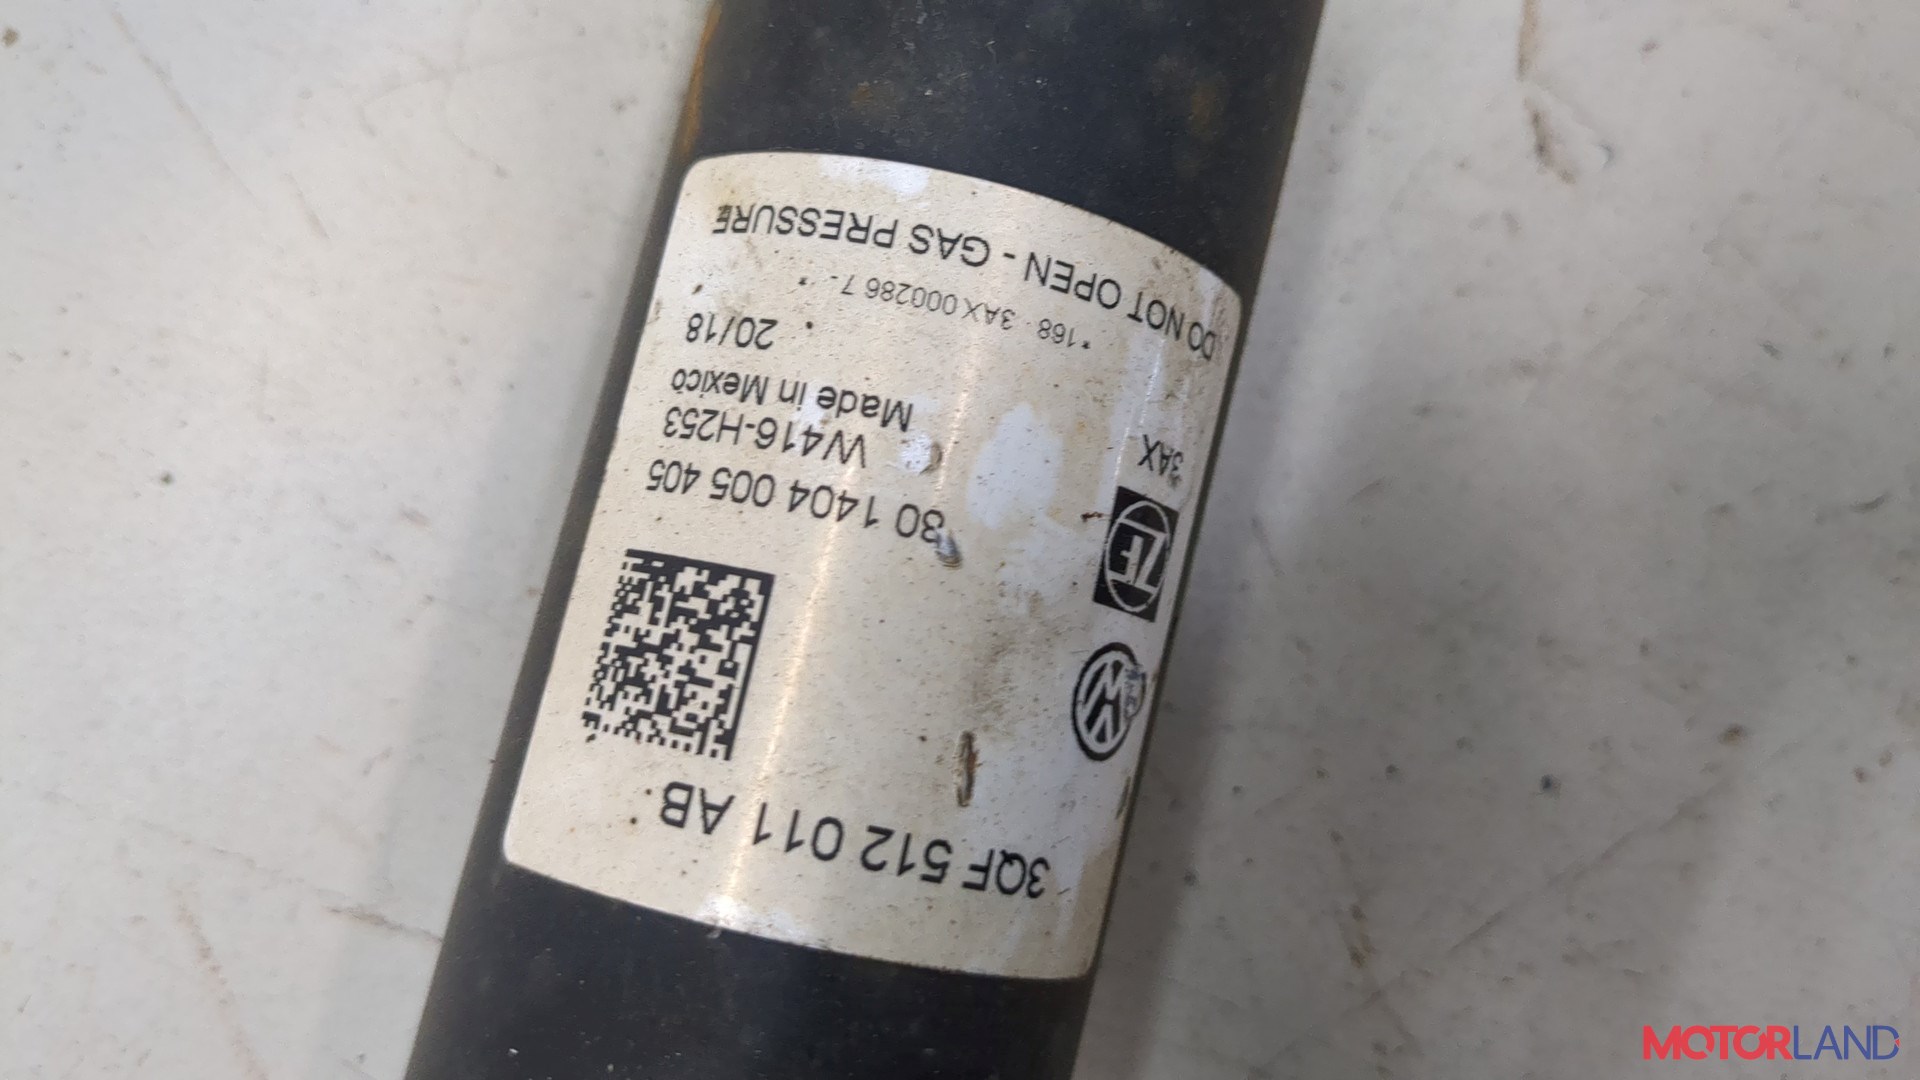 3QF 512 011 AB
30 1404 005 405
W416-H253
Made in Mexico
20/18
ZF
3AX
*168 3AX 000286 7 - *
DO NOT OPEN - GAS PRESSURE
MOTORLAND